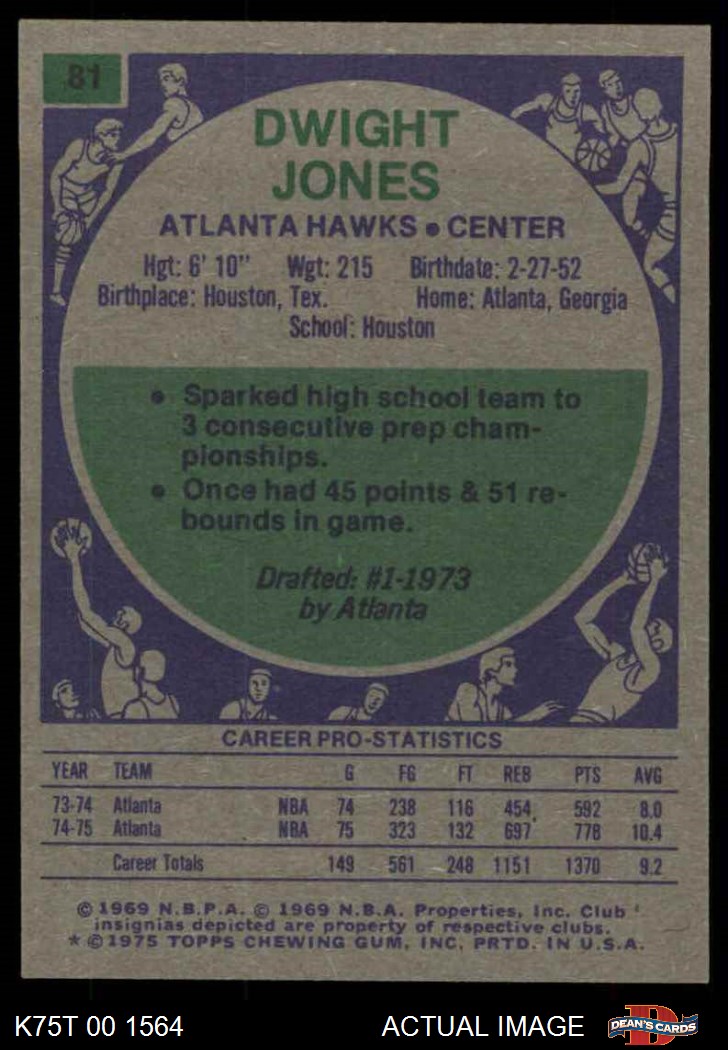 81
DWIGHT
JONES
ATLANTA HAWKS • CENTER
Hgt: 6' 10" Wgt: 215 Birthdate: 2-27-52
Birthplace: Houston, Tex. Home: Atlanta, Georgia
School: Houston
• Sparked high school team to
3 consecutive prep cham-
pionships.
• Once had 45 points & 51 re-
bounds in game.
Drafted: #1-1973
by Atlanta
CAREER PRO-STATISTICS
YEAR TEAM G FG FT REB PTS AVG
73-74 Atlanta NBA 74 238 116 454 592 8.0
74-75 Atlanta NBA 75 323 132 697 778 10.4
Career Totals 149 561 248 1151 1370 9.2
© 1969 N.B.P.A. © 1969 N.B.A. Properties, Inc. Club
insignias depicted are property of respective clubs.
* © 1975 TOPPS CHEWING GUM, INC. PRTD. IN U.S.A.
K75T 00 1564 ACTUAL IMAGE DEAN'S CARDS